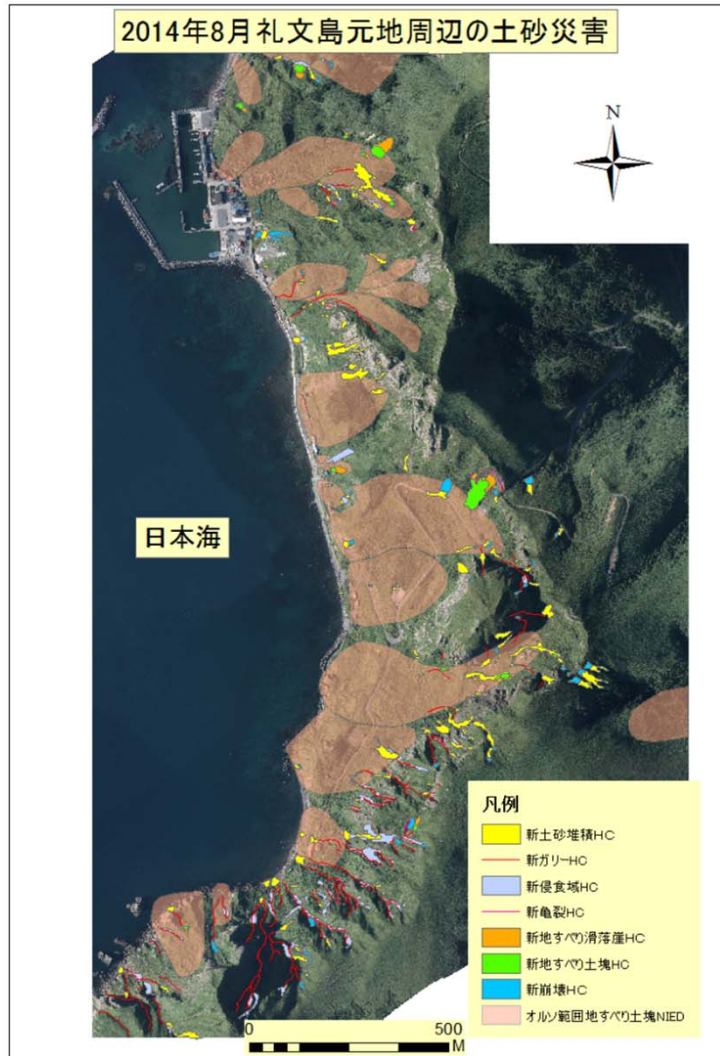 2014年8月礼文島元地周辺の土砂災害
N
日本海
凡例
新土砂堆積HC
新ガリーHC
新侵食域HC
新亀裂HC
新地すべり滑落崖HC
新地すべり土塊HC
新崩壊HC
オルソ範囲地すべり土塊NIED
0 500
M